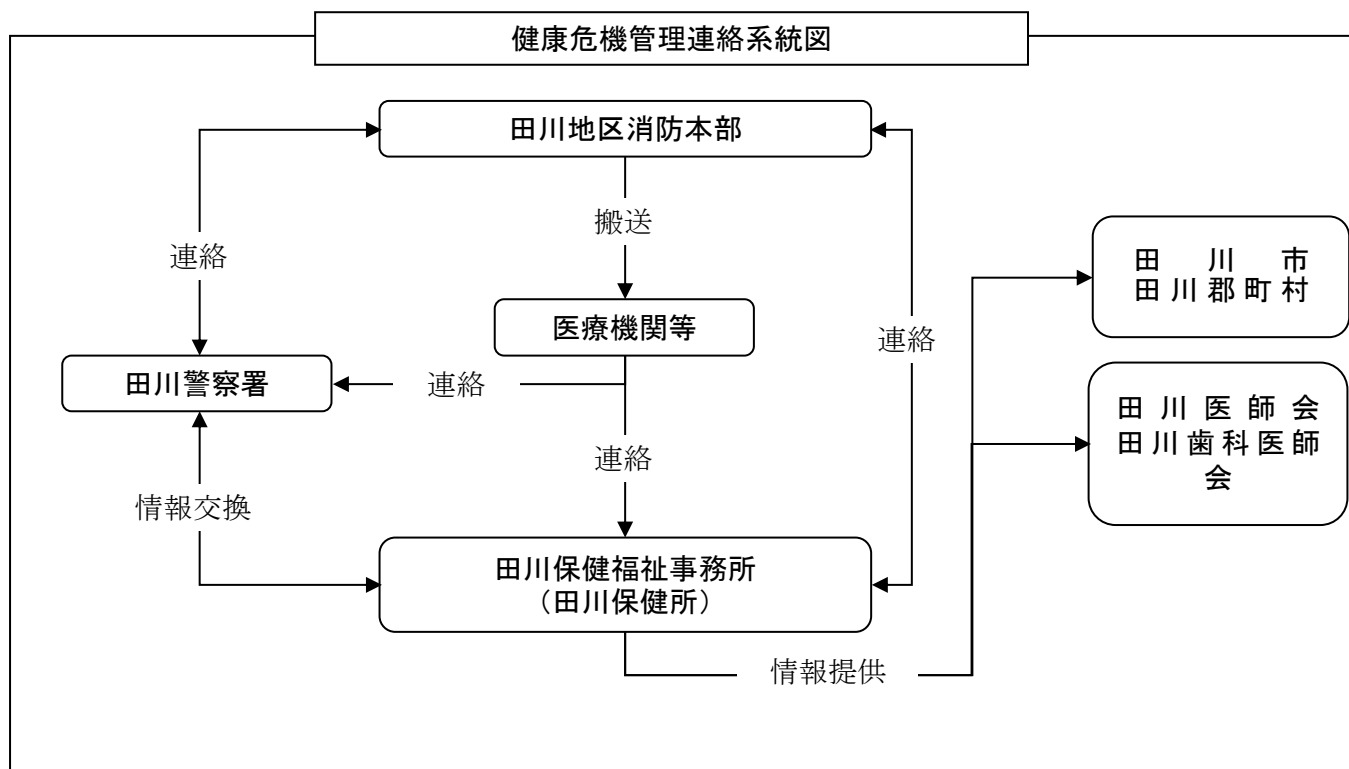 健康危機管理連絡系統図
田川地区消防本部
搬送
連絡
田川市
田川郡町村
医療機関等
連絡
田川警察署
連絡
田川医師会
田川歯科医師
会
連絡
情報交換
田川保健福祉事務所
（田川保健所）
情報提供